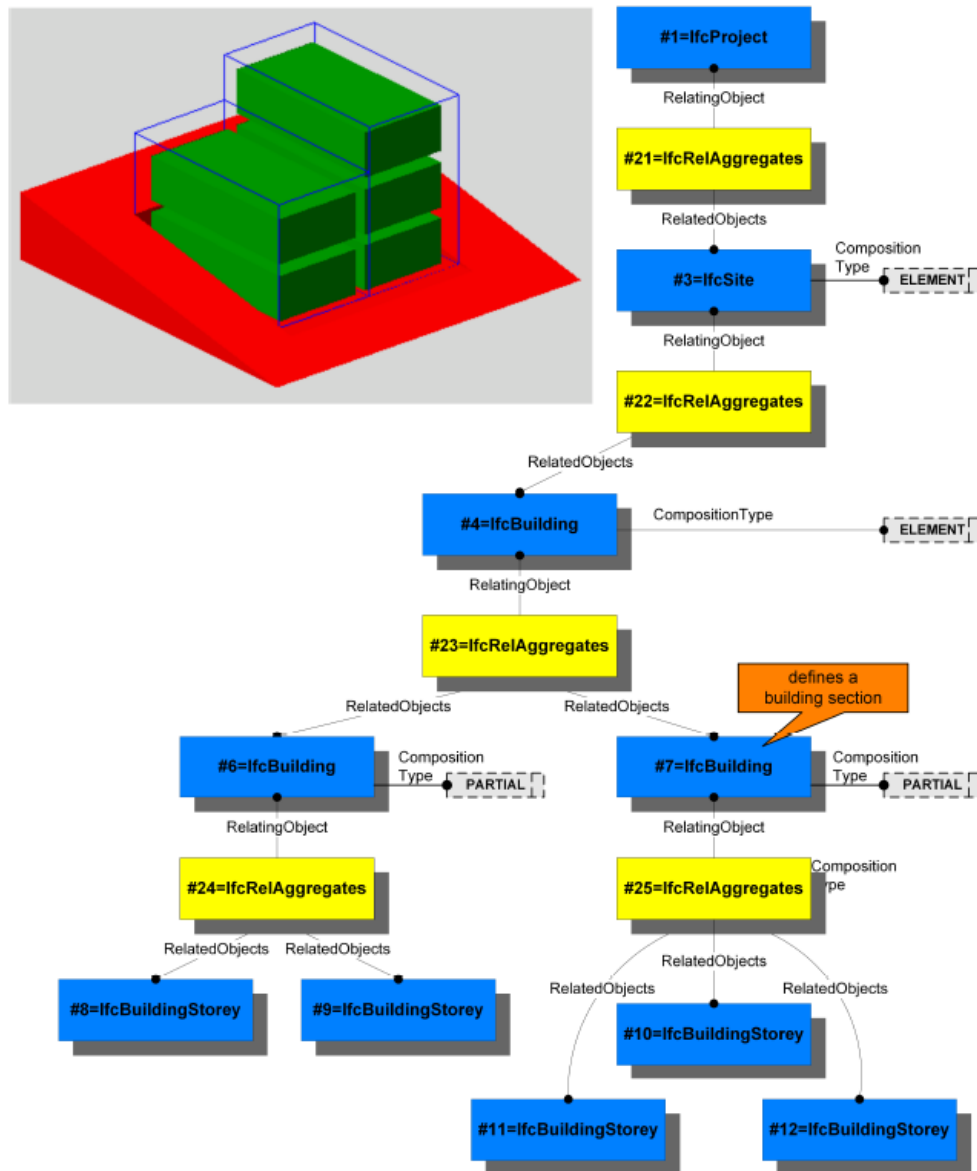 #1=IfcProject
RelatingObject
#21=IfcRelAggregates
RelatedObjects
Composition
Type
#3=IfcSite
ELEMENT
RelatingObject
#22=IfcRelAggregates
RelatedObjects
#4=IfcBuilding
CompositionType
ELEMENT
RelatingObject
#23=IfcRelAggregates
defines a
building section
RelatedObjects
RelatedObjects
#6=IfcBuilding
Composition
Type
PARTIAL
#7=IfcBuilding
Composition
Type
PARTIAL
RelatingObject
RelatingObject
#24=IfcRelAggregates
#25=IfcRelAggregates
Composition
ype
RelatedObjects
RelatedObjects
RelatedObjects
RelatedObjects
RelatedObjects
#8=IfcBuildingStorey
#9=IfcBuildingStorey
#10=IfcBuildingStorey
#11=IfcBuildingStorey
#12=IfcBuildingStorey